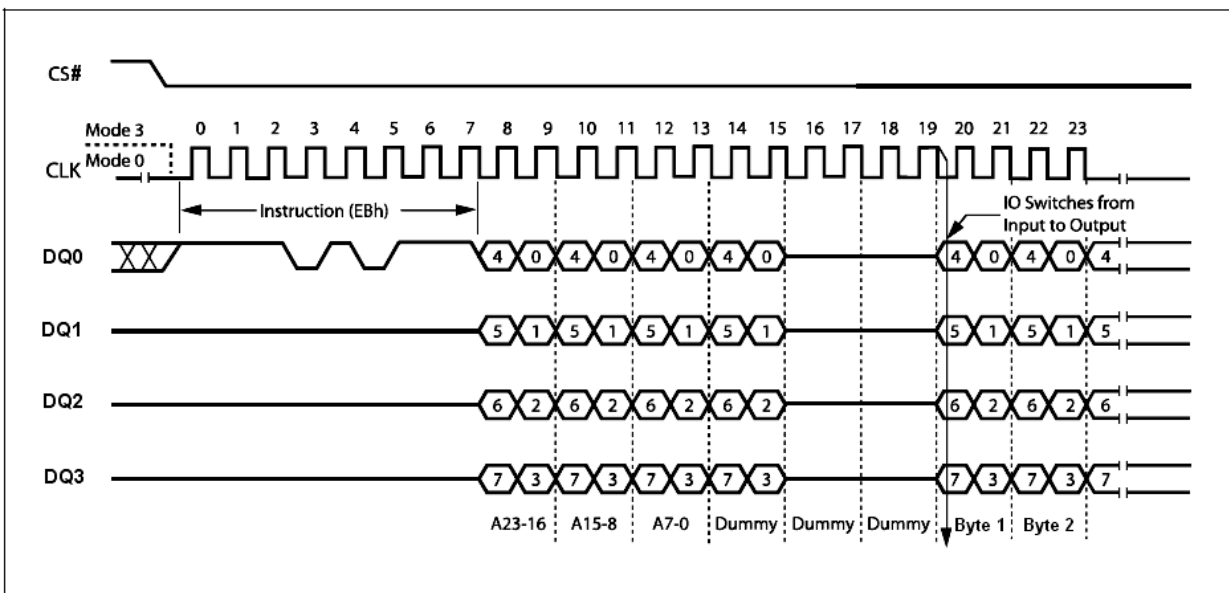 CS#
Mode 3
0 1 2 3 4 5 6 7 8 9 10 11 12 13 14 15 16 17 18 19 20 21 22 23
CLK
Mode 0
Instruction (EBh)
IO Switches from
Input to Output
DQ0
4 0 4 0 4 0 4 0 4 0 4 0 4
DQ1
5 1 5 1 5 1 5 1 5 1 5 1 5
DQ2
6 2 6 2 6 2 6 2 6 2 6 2 6
DQ3
7 3 7 3 7 3 7 3 7 3 7 3 7
A23-16 A15-8 A7-0 Dummy Dummy Dummy Byte 1 Byte 2